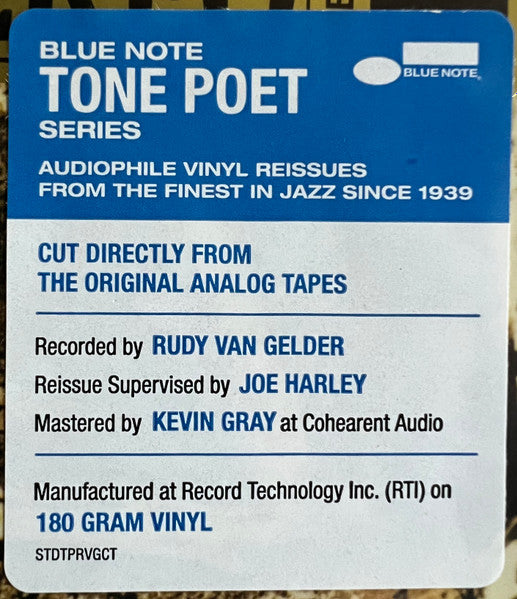 BLUE NOTE
TONE POET
SERIES
BLUE NOTE
AUDIOPHILE VINYL REISSUES
FROM THE FINEST IN JAZZ SINCE 1939
CUT DIRECTLY FROM
THE ORIGINAL ANALOG TAPES
Recorded by RUDY VAN GELDER
Reissue Supervised by JOE HARLEY
Mastered by KEVIN GRAY at Cohearent Audio
Manufactured at Record Technology Inc. (RTI) on
180 GRAM VINYL
STDTPRVGCT